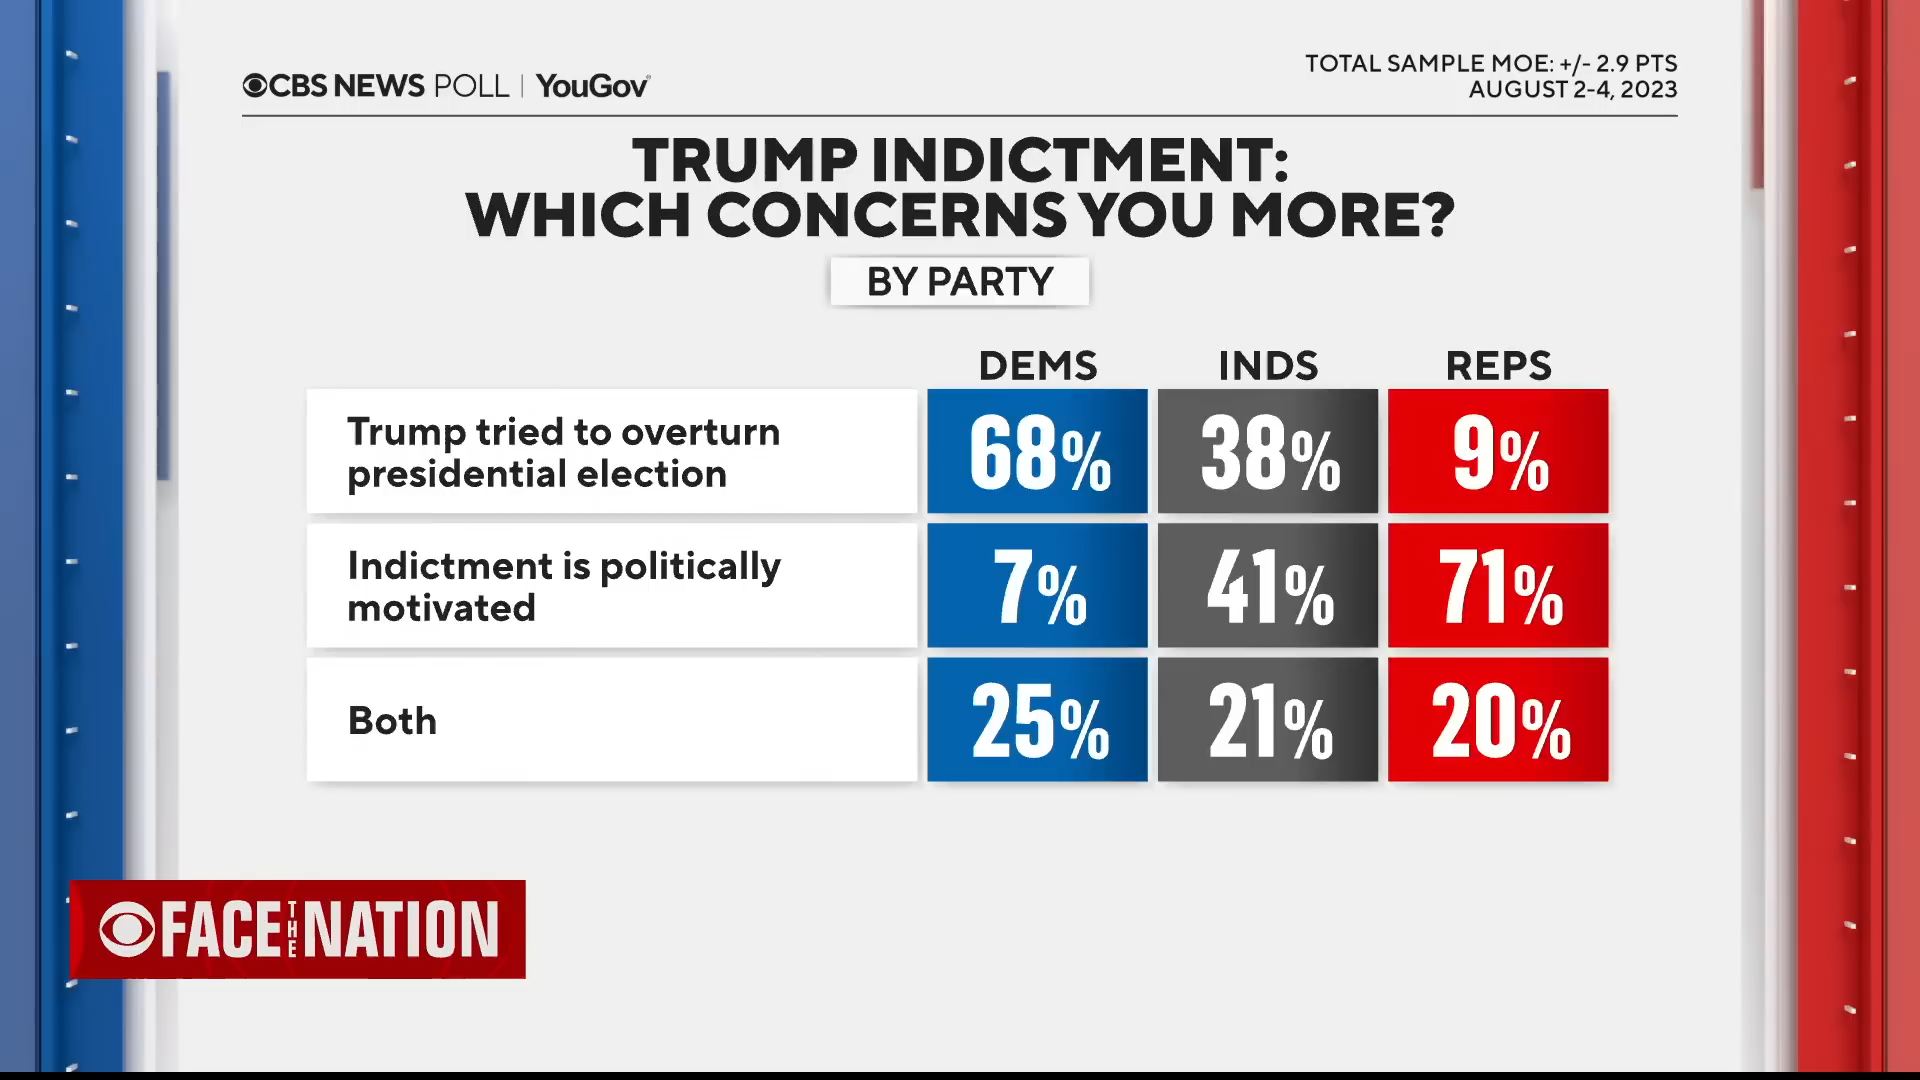 CBS NEWS POLL | YouGov
TOTAL SAMPLE MOE: +/- 2.9 PTS
AUGUST 2-4, 2023
TRUMP INDICTMENT:
WHICH CONCERNS YOU MORE?
BY PARTY
DEMS INDS REPS
Trump tried to overturn
presidential election
68% 38% 9%
Indictment is politically
motivated
7% 41% 71%
Both
25% 21% 20%
FACE THE NATION